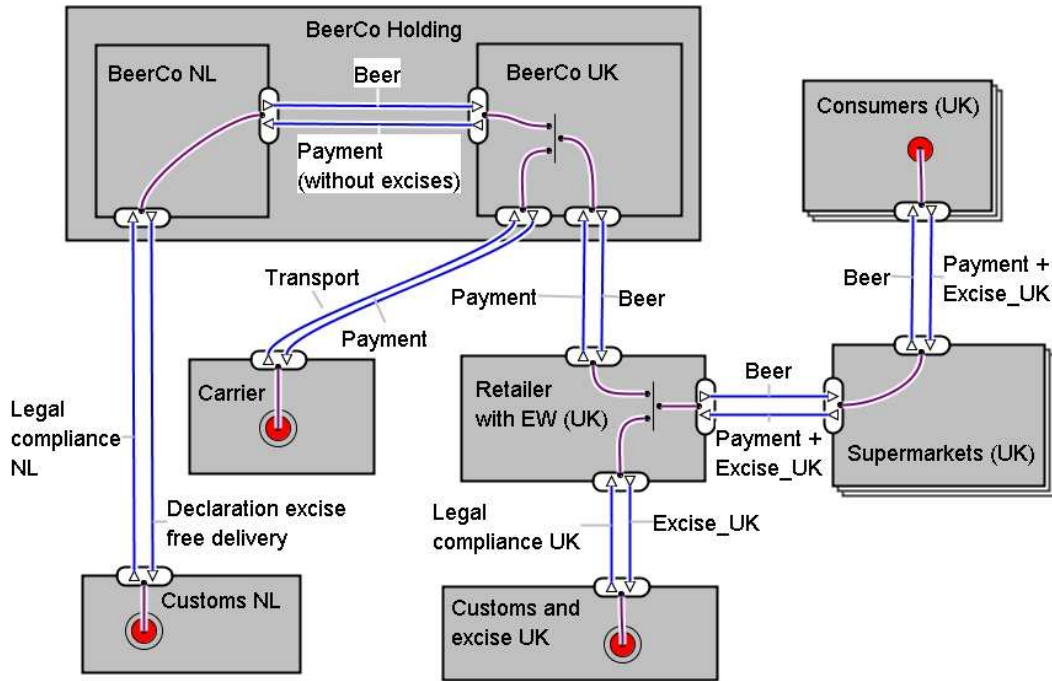 BeerCo Holding
BeerCo NL
Beer
BeerCo UK
Payment
(without excises)
Consumers (UK)
Transport
Payment
Payment
Beer
Beer
Payment +
Excise_UK
Carrier
Retailer
with EW (UK)
Beer
Payment +
Excise_UK
Supermarkets (UK)
Legal
compliance
NL
Declaration excise
free delivery
Legal
compliance UK
Excise_UK
Customs NL
Customs and
excise UK